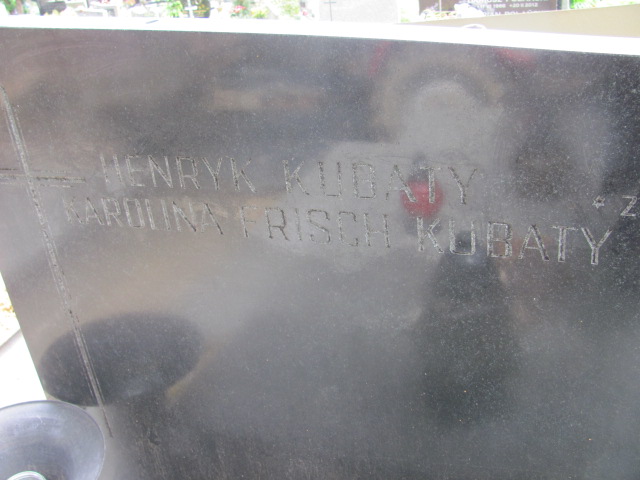 HENRYK KUBATY
KAROLINA FRISCH KUBATY * Z